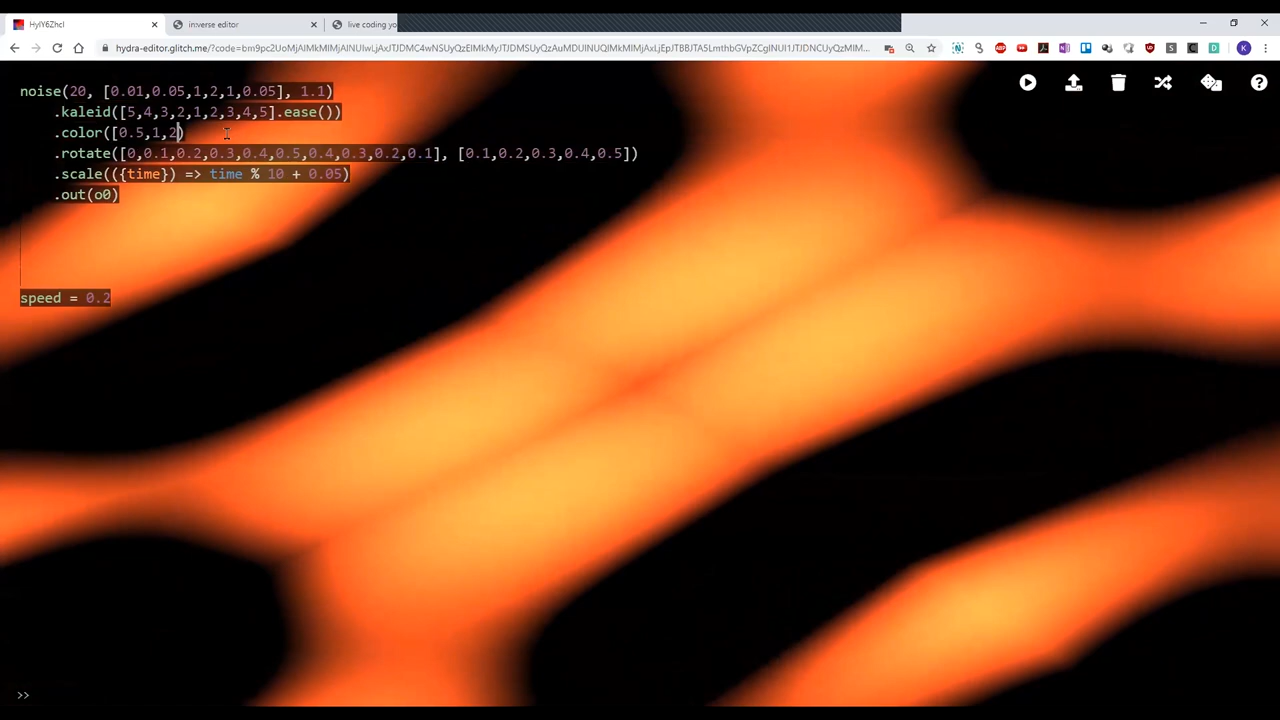 HyIY6ZhcI
inverse editor
live coding yo
hydra-editor.glitch.me/?code=bm9pc2UoMjAlMkMlMjAlNUIwLjAxJTJDMC4wNSUyQzElMkMyJTJDMSUyQzAuMDUlNUQlMkMlMjAxLjEpJTBBJTA5LmthbGVpZCglNUI1JTJDNCUyQzMlM...
noise(20, [0.01,0.05,1,2,1,0.05], 1.1)
.kaleid([5,4,3,2,1,2,3,4,5].ease())
.color([0.5,1,2)
.rotate([0,0.1,0.2,0.3,0.4,0.5,0.4,0.3,0.2,0.1], [0.1,0.2,0.3,0.4,0.5])
.scale(({time}) => time % 10 + 0.05)
.out(o0)
speed = 0.2
>>